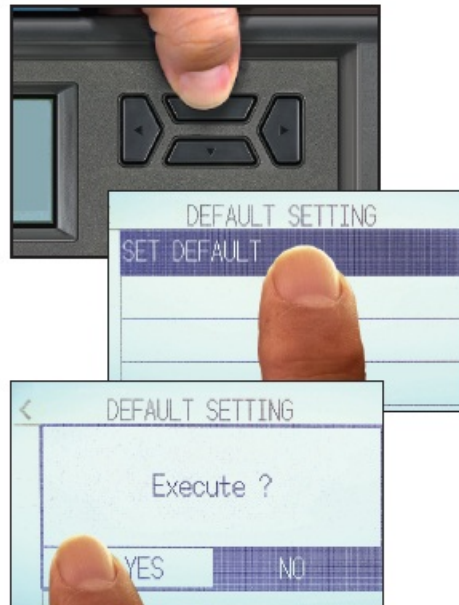 DEFAULT SETTING
SET DEFAULT
< DEFAULT SETTING
Execute ?
YES NO